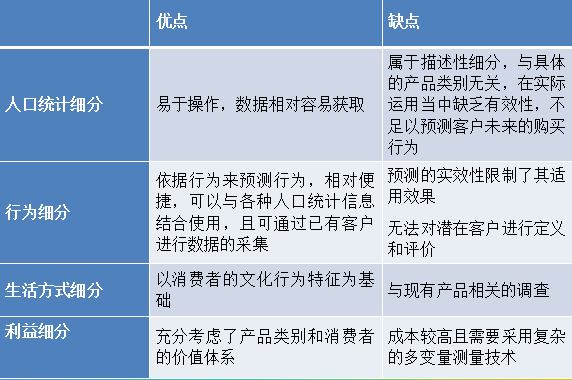 优点
缺点
人口统计细分
易于操作，数据相对容易获取
属于描述性细分，与具体
的产品类别无关，在实际
运用当中缺乏有效性，不
足以预测客户未来的购买
行为
行为细分
依据行为来预测行为，相对便
捷，可以与各种人口统计信息
结合使用，且可通过已有客户
进行数据的采集
预测的实效性限制了其适
用效果
无法对潜在客户进行定义
和评价
生活方式细分
以消费者的文化行为特征为基
础
与现有产品相关的调查
利益细分
充分考虑了产品类别和消费者
的价值体系
成本较高且需要采用复杂
的多变量测量技术